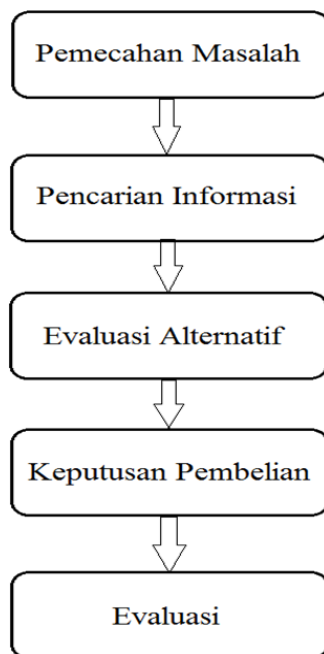 Pemecahan Masalah
Pencarian Informasi
Evaluasi Alternatif
Keputusan Pembelian
Evaluasi